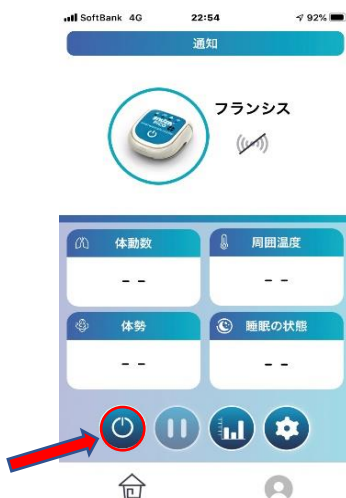 SoftBank 4G 22:54 92%
通知
フランシス
体動数 周囲温度
- - - -
体勢 睡眠の状態
- - - -